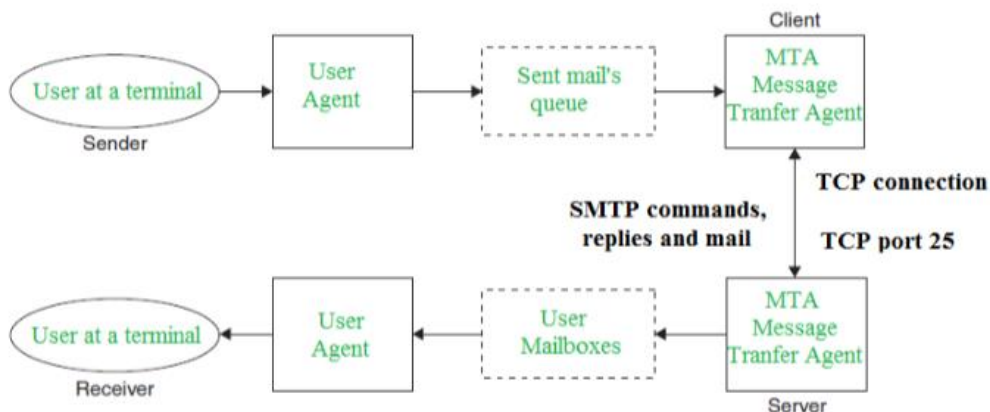 Client
User at a terminal
Sender
User
Agent
Sent mail's
queue
MTA
Message
Tranfer Agent
SMTP commands,
replies and mail
TCP connection
TCP port 25
User at a terminal
Receiver
User
Agent
User
Mailboxes
MTA
Message
Tranfer Agent
Server